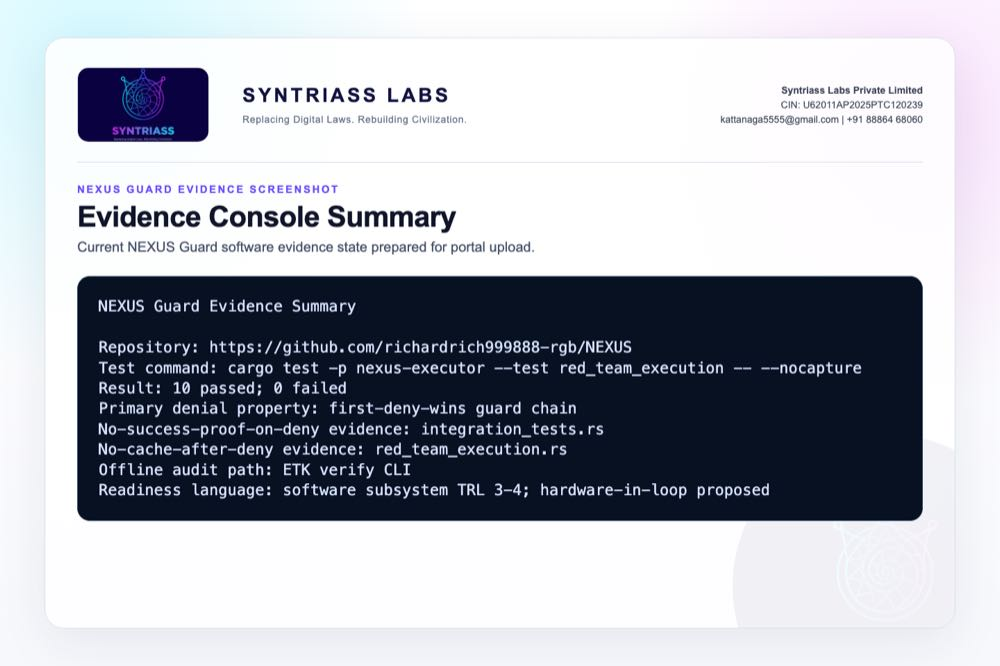 SYNTRIASS
SYNTRIASS LABS
Replacing Digital Laws. Rebuilding Civilization.
Syntriass Labs Private Limited
CIN: U62011AP2025PTC120239
kattanaga5555@gmail.com | +91 88864 68060
NEXUS GUARD EVIDENCE SCREENSHOT
Evidence Console Summary
Current NEXUS Guard software evidence state prepared for portal upload.
NEXUS Guard Evidence Summary
Repository: https://github.com/richardrich999888-rgb/NEXUS
Test command: cargo test -p nexus-executor --test red_team_execution -- --nocapture
Result: 10 passed; 0 failed
Primary denial property: first-deny-wins guard chain
No-success-proof-on-deny evidence: integration_tests.rs
No-cache-after-deny evidence: red_team_execution.rs
Offline audit path: ETK verify CLI
Readiness language: software subsystem TRL 3-4; hardware-in-loop proposed